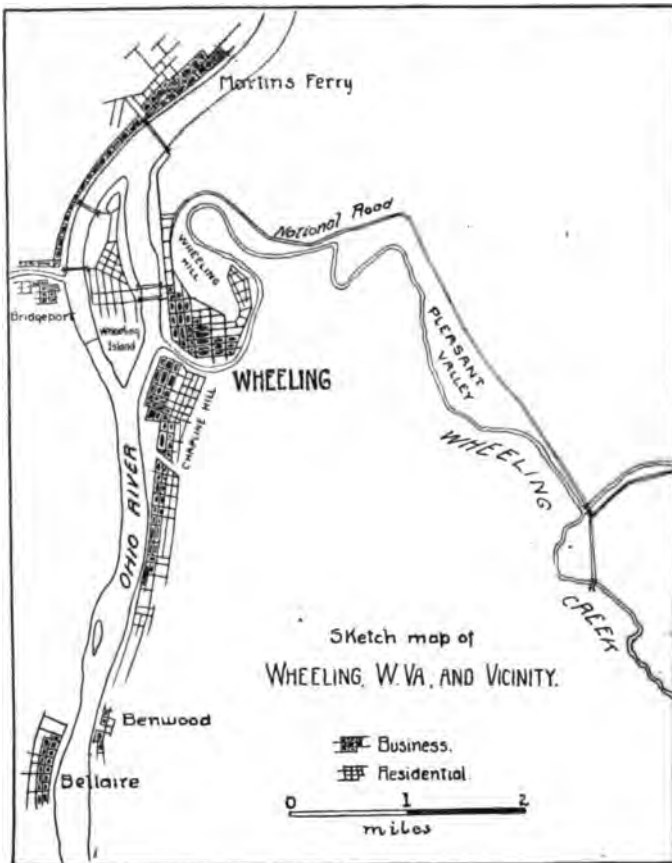 Martins Ferry
National Road
WHEELING
HILL
Bridgeport
Wheeling
Island
PLEASANT
VALLEY
WHEELING
CHAPLINE HILL
WHEELING
CREEK
OHIO RIVER
Sketch map of
WHEELING, W.VA, AND VICINITY.
Benwood
Business.
Bellaire
Residential.
0 1 2
miles